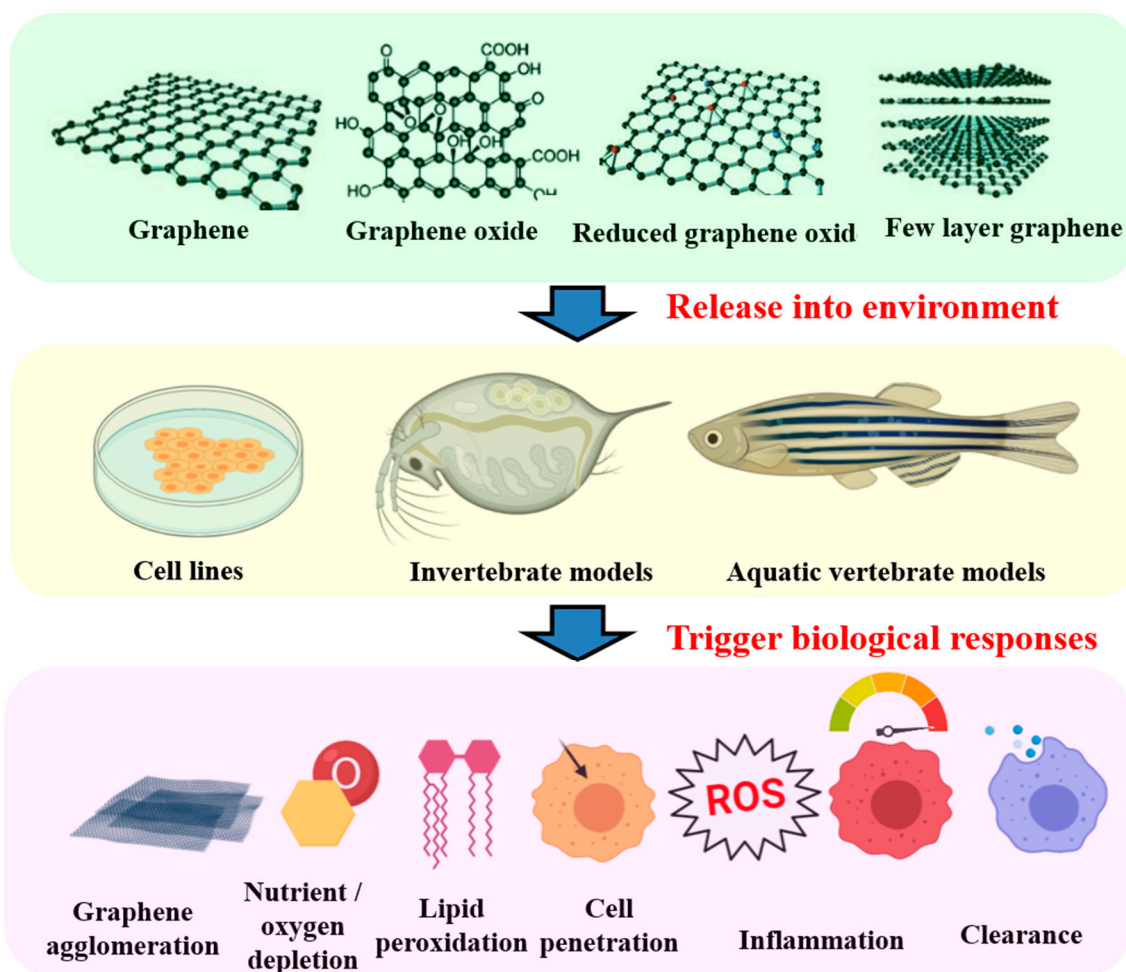 O
COOH
OH
O
O
O
HO
OH
OH
COOH
HO
OH
Graphene
Graphene oxide
Reduced graphene oxid
Few layer graphene
Release into environment
Cell lines
Invertebrate models
Aquatic vertebrate models
Trigger biological responses
O
ROS
Graphene
agglomeration
Nutrient /
oxygen
depletion
Lipid
peroxidation
Cell
penetration
Inflammation
Clearance